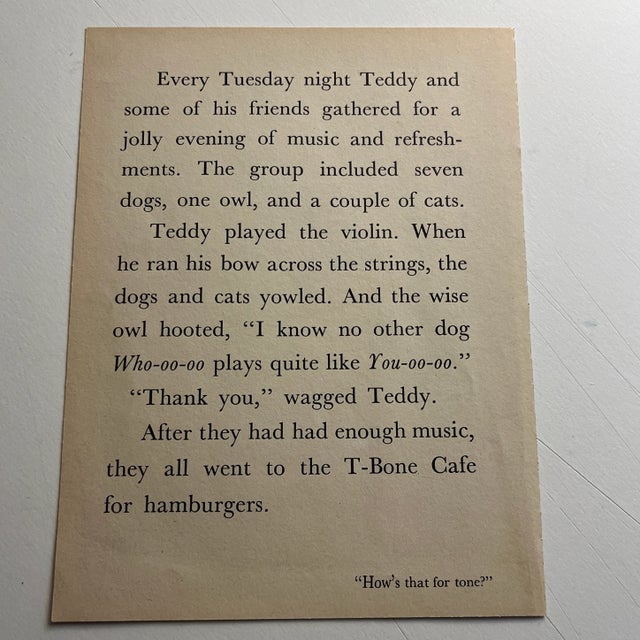 Every Tuesday night Teddy and
some of his friends gathered for a
jolly evening of music and refresh-
ments. The group included seven
dogs, one owl, and a couple of cats.
Teddy played the violin. When
he ran his bow across the strings, the
dogs and cats yowled. And the wise
owl hooted, “I know no other dog
Who-oo-oo plays quite like You-oo-oo.”
“Thank you,” wagged Teddy.
After they had had enough music,
they all went to the T-Bone Cafe
for hamburgers.
“How’s that for tone?”